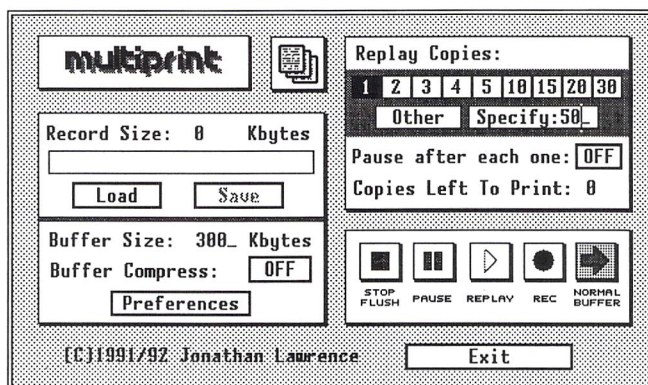 multiprint
Record Size: 0 Kbytes
Load Save
Buffer Size: 300_ Kbytes
Buffer Compress: OFF
Preferences
Replay Copies:
1 2 3 4 5 10 15 20 30
Other Specify:50_
Pause after each one: OFF
Copies Left To Print: 0
STOP FLUSH PAUSE REPLAY REC NORMAL BUFFER
[C]1991/92 Jonathan Lawrence Exit